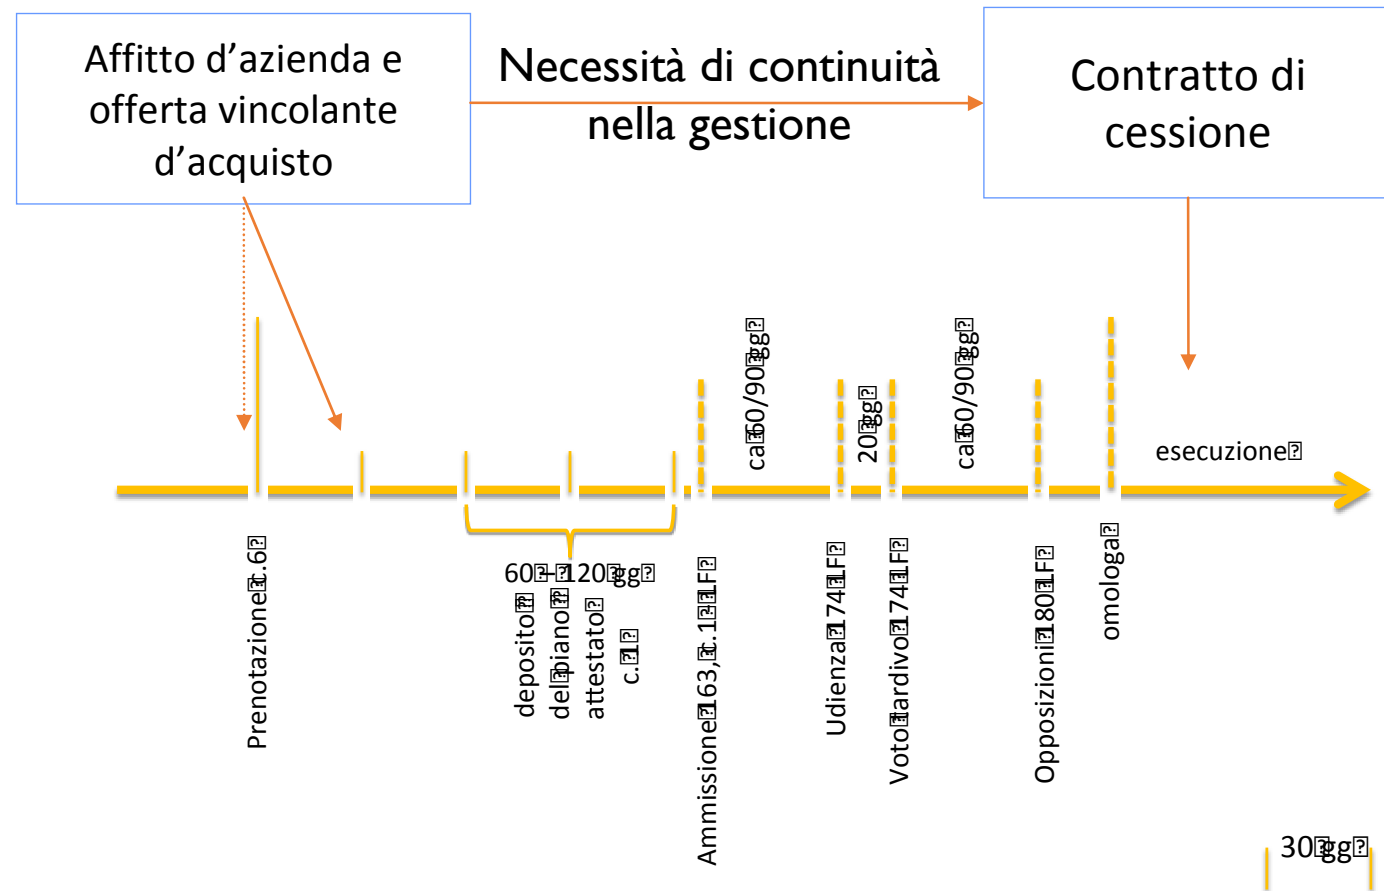 Affitto d’azienda e
offerta vincolante
d’acquisto
Necessità di continuità
nella gestione
Contratto di
cessione
ca 60/90 gg
20 gg
ca 60/90 gg
esecuzione
Prenotazione c.6
60 – 120 gg
deposito
del piano
attestato
c. 1
Ammissione 163, c.1 LF
Udienza 174 LF
Voto tardivo 174 LF
Opposizioni 180 LF
omologa
30 gg